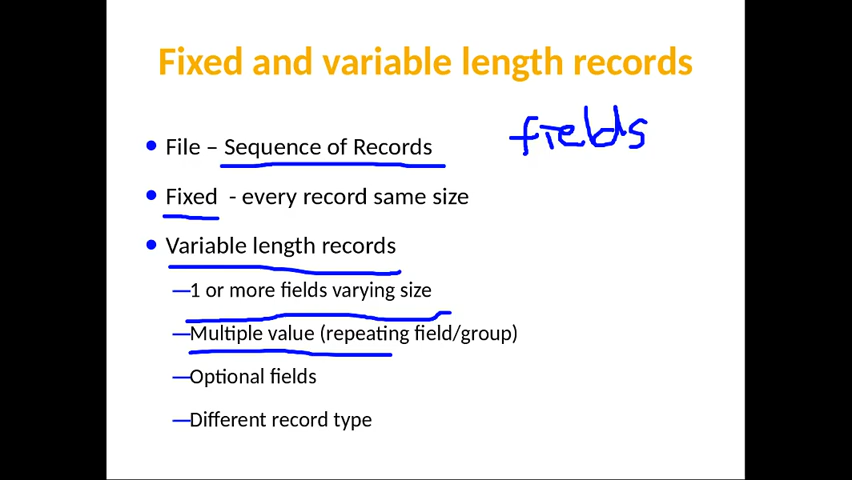 Fixed and variable length records
fields
• File – Sequence of Records
• Fixed - every record same size
• Variable length records
—1 or more fields varying size
—Multiple value (repeating field/group)
—Optional fields
—Different record type